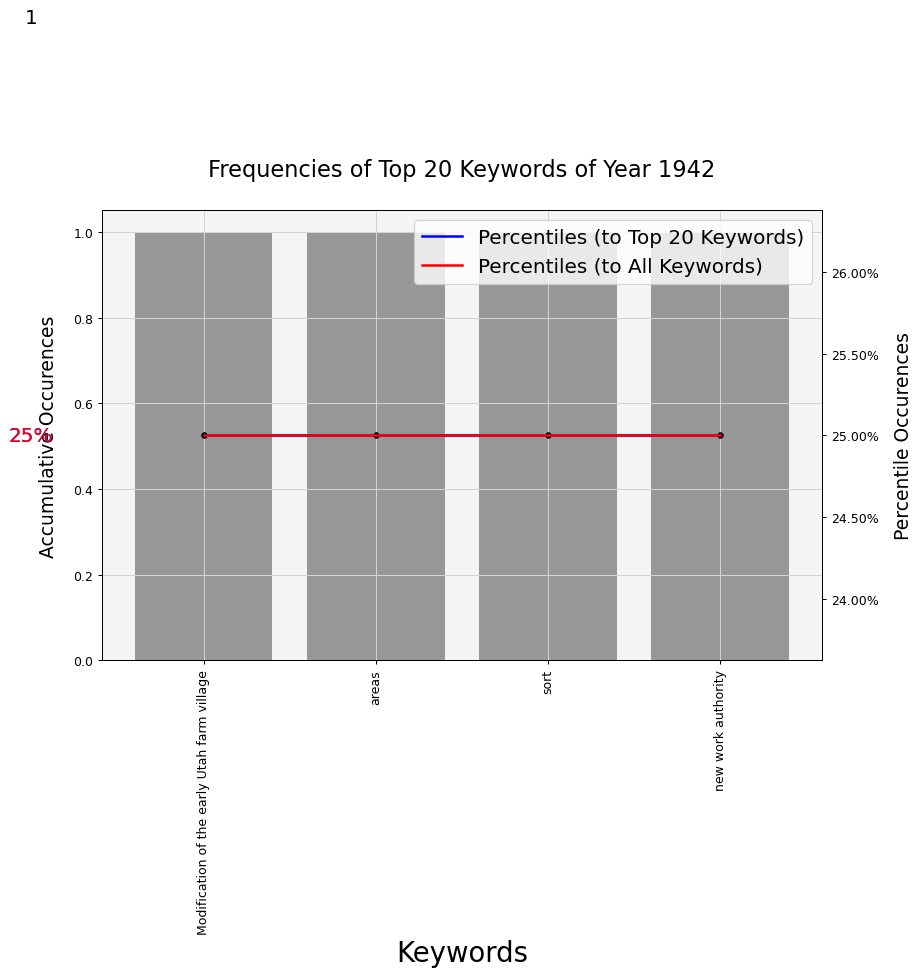 1
Frequencies of Top 20 Keywords of Year 1942
Percentiles (to Top 20 Keywords)
Percentiles (to All Keywords)
1.0
0.8
0.6
0.4
0.2
0.0
Accumulative Occurences
25%
26.00%
25.50%
25.00%
24.50%
24.00%
Percentile Occurences
Modification of the early Utah farm village
areas
sort
new work authority
Keywords